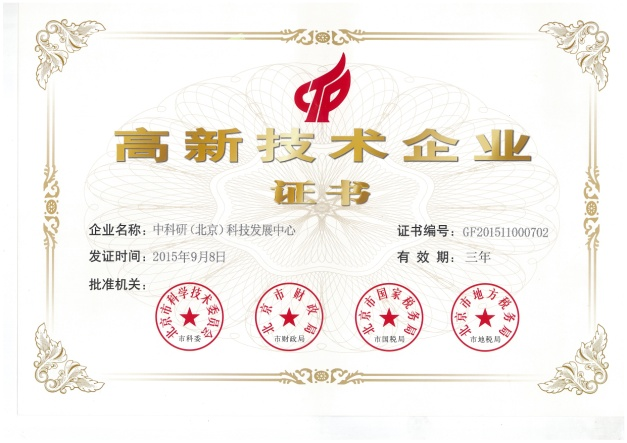 高新技术企业
证书
企业名称：中科研（北京）科技发展中心
证书编号：GF201511000702
发证时间：2015年9月8日
有效期：三年
批准机关：
北京市科学技术委员会
市科委
北京市财政局
市财政局
北京市国家税务局
市国税局
北京市地方税务局
市地税局